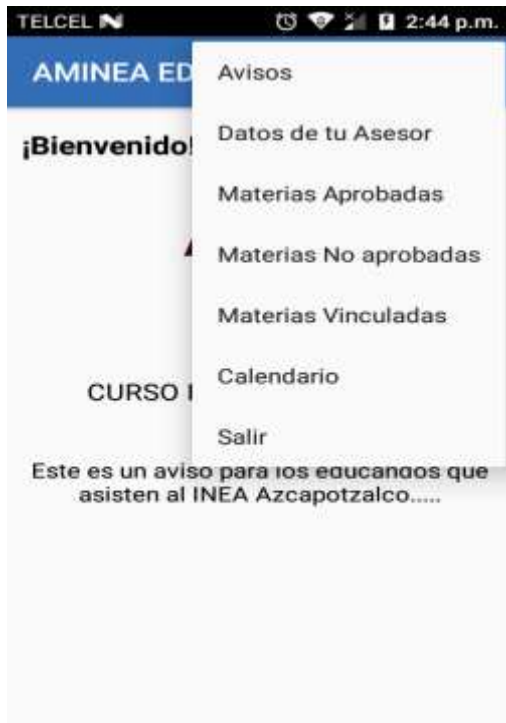 TELCEL 2:44 p.m.
AMINEA
Avisos
Datos de tu Asesor
¡Bienvenido!
Materias Aprobadas
Materias No aprobadas
Materias Vinculadas
Calendario
CURSO
Salir
Este es un aviso para los educandos que
asisten al INEA Azcapotzalco.....